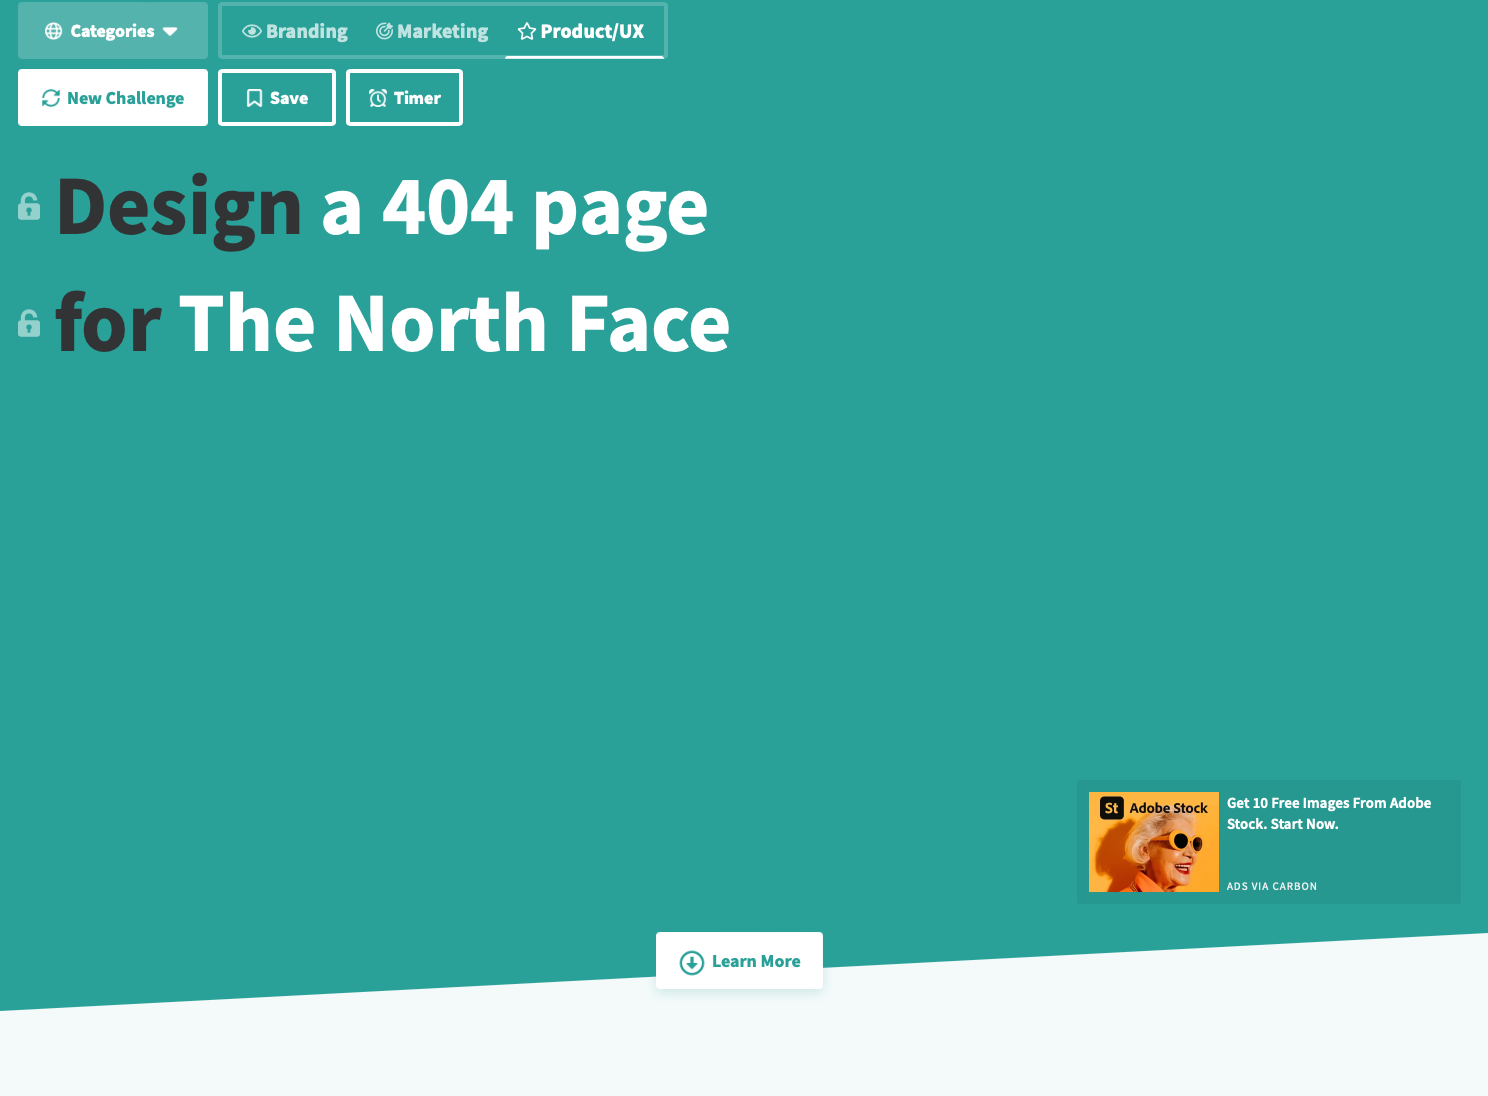 Categories
Branding
Marketing
Product/UX
New Challenge
Save
Timer
Design a 404 page
for The North Face
St Adobe Stock
Get 10 Free Images From Adobe
Stock. Start Now.
ADS VIA CARBON
Learn More